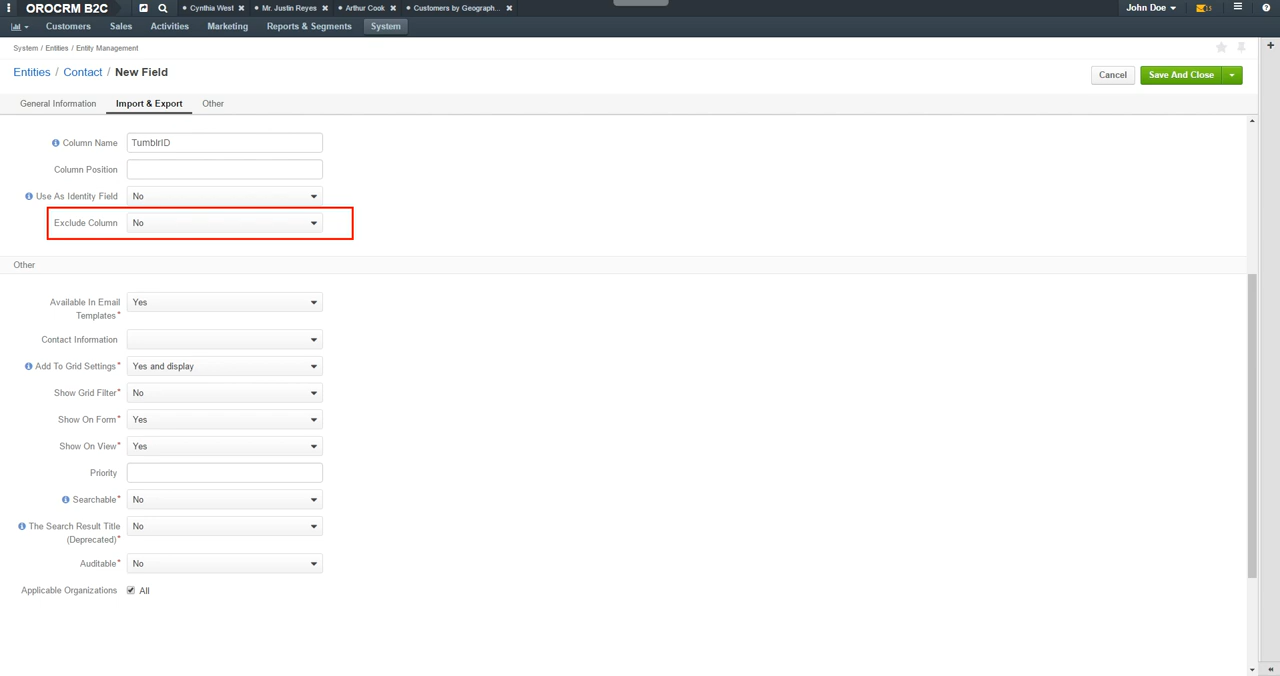 OROCRM B2C
Cynthia West
Mr. Justin Reyes
Arthur Cook
Customers by Geograph...
John Doe
15
Customers
Sales
Activities
Marketing
Reports & Segments
System
System / Entities / Entity Management
Entities / Contact / New Field
Cancel
Save And Close
General Information
Import & Export
Other
Column Name
TumblrID
Column Position
Use As Identity Field
No
Exclude Column
No
Other
Available In Email
Templates*
Yes
Contact Information
Add To Grid Settings*
Yes and display
Show Grid Filter*
No
Show On Form*
Yes
Show On View*
Yes
Priority
Searchable*
No
The Search Result Title
(Deprecated)*
No
Auditable*
No
Applicable Organizations
All